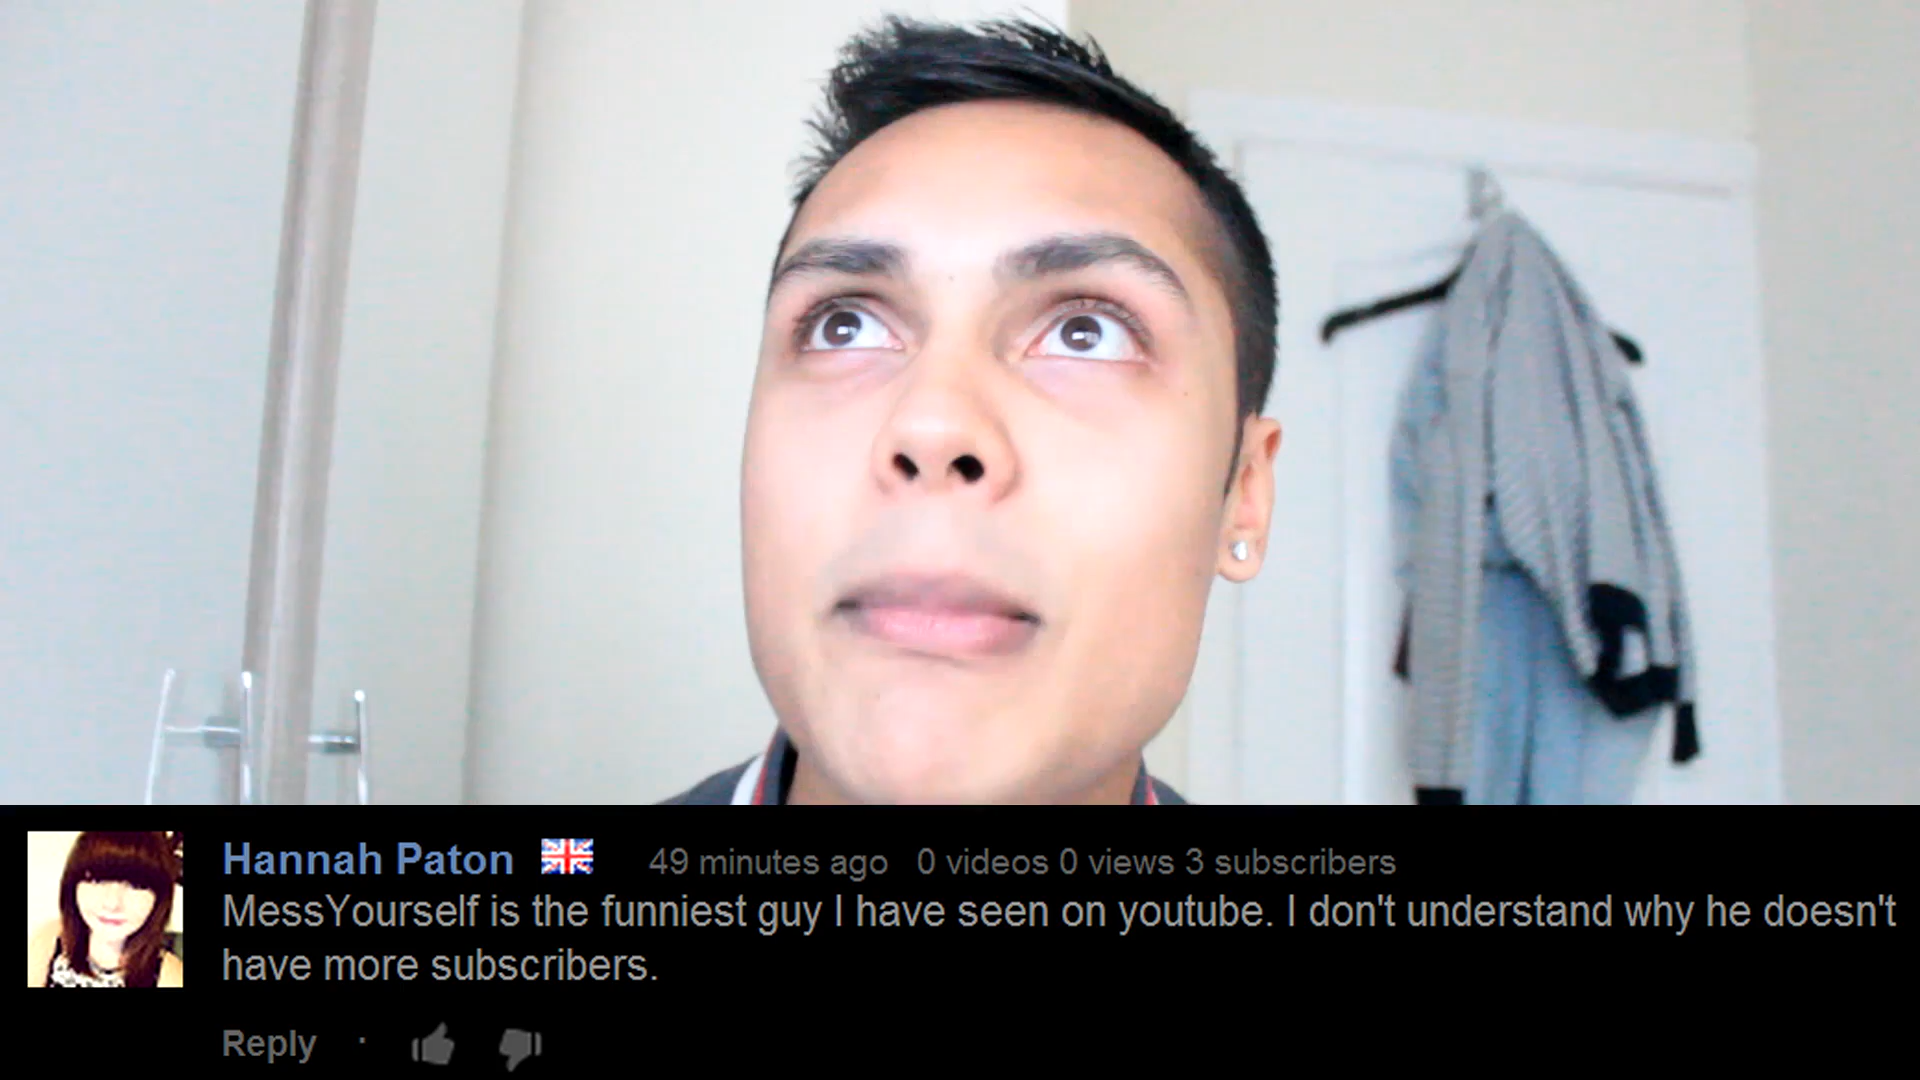 Hannah Paton 49 minutes ago 0 videos 0 views 3 subscribers
MessYourself is the funniest guy I have seen on youtube. I don't understand why he doesn't
have more subscribers.
Reply ·